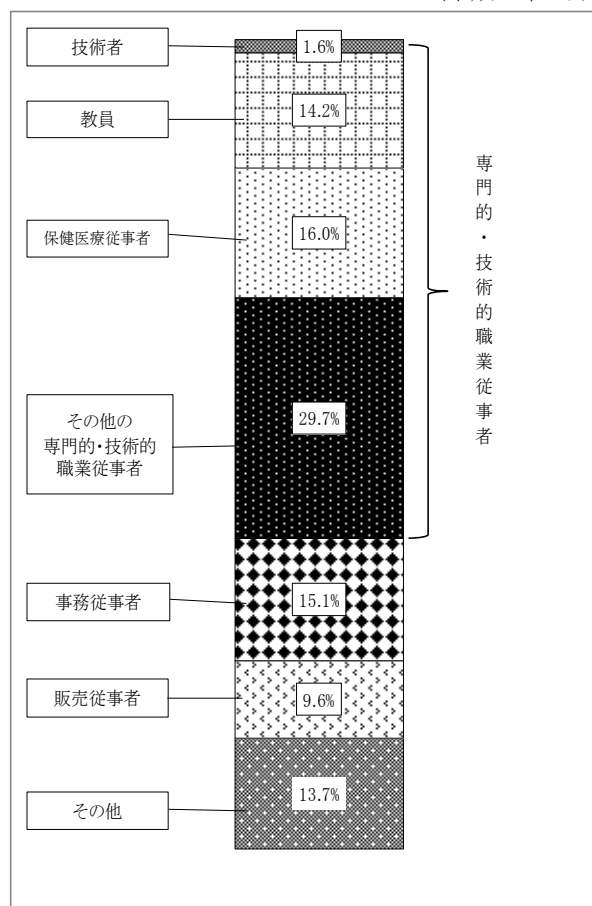 技術者
1.6%
教員
14.2%
保健医療従事者
16.0%
その他の
専門的・技術的
職業従事者
29.7%
専門的・技術的職業従事者
事務従事者
15.1%
販売従事者
9.6%
その他
13.7%